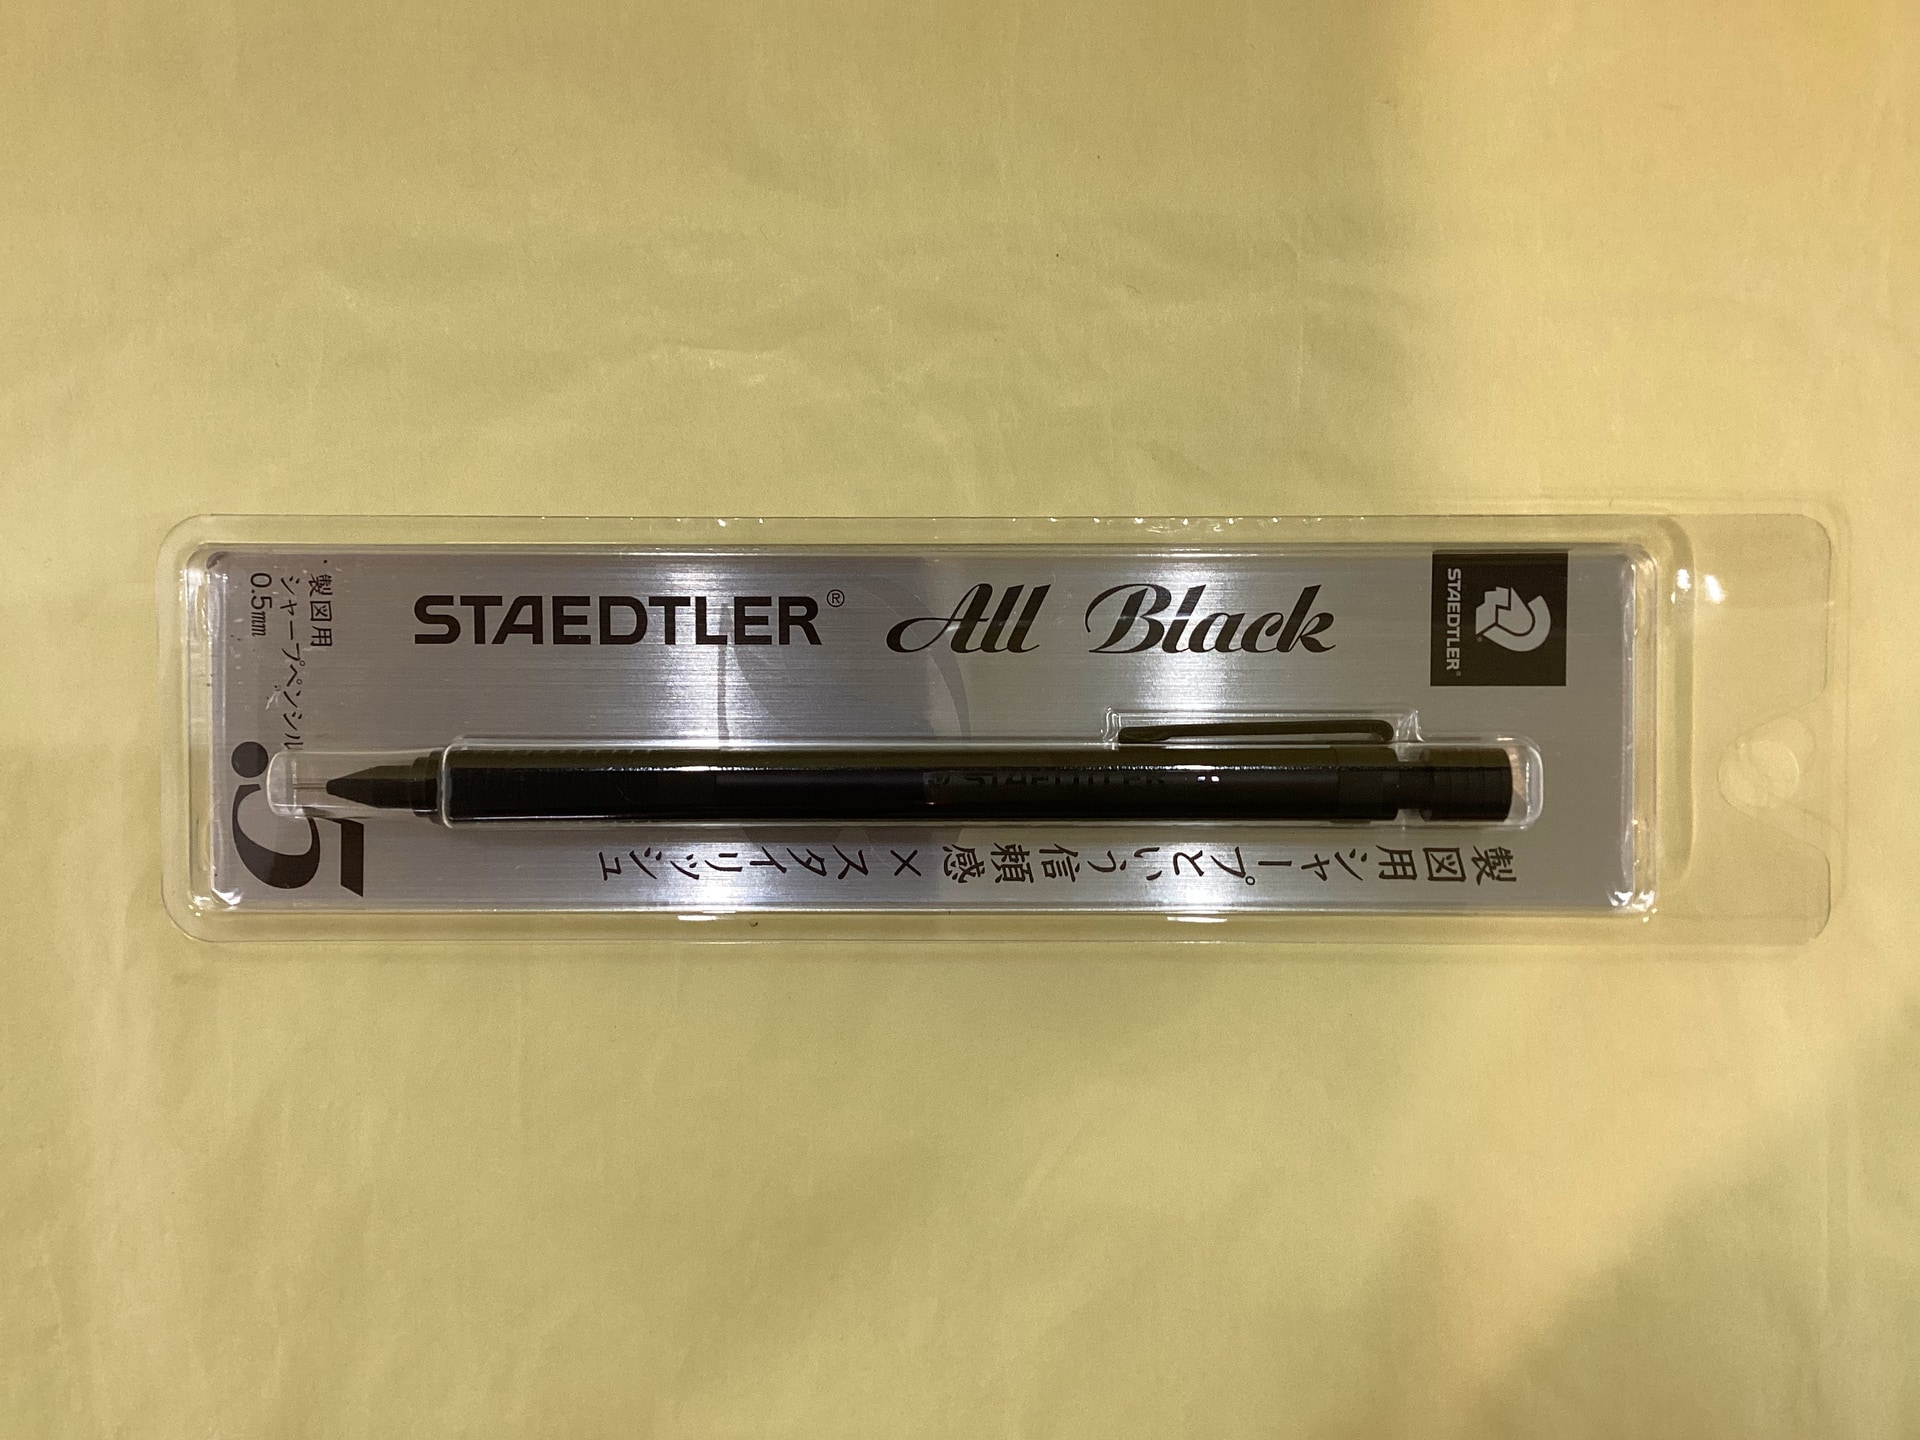 STAEDTLER® All Black
STAEDTLER®
製図用シャープという信頼感×スタイリッシュ
製図用
シャープペンシル
0.5mm
.5